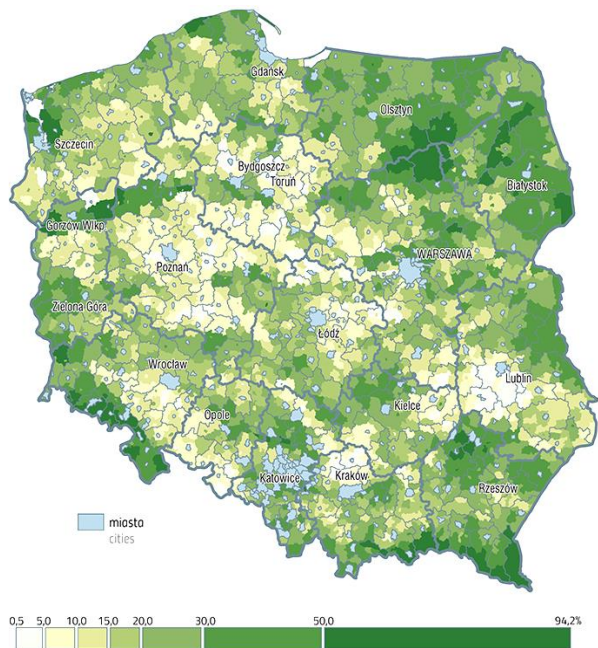 Gdańsk
Olsztyn
Szczecin
Bydgoszcz
Toruń
Białystok
Gorzów Wlkp
WARSZAWA
Poznań
Zielona Góra
Łódź
Wrocław
Lublin
Opole
Kielce
Katowice
Kraków
Rzeszów
miasta
cities
0,5 5,0 10,0 15,0 20,0 30,0 50,0 94,2%